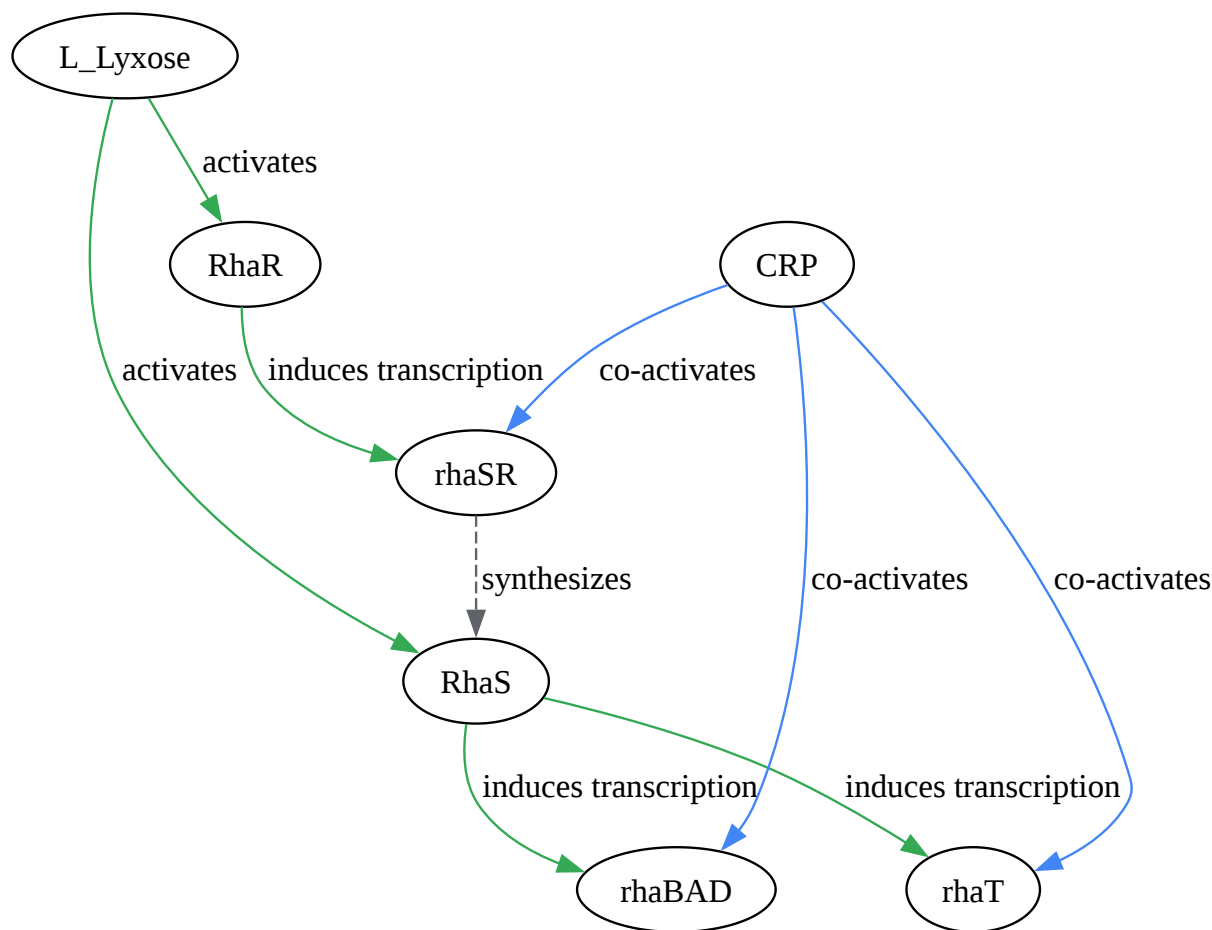 L_Lyxose
activates
RhaR
CRP
activates
induces transcription
co-activates
rhaSR
synthesizes
co-activates
co-activates
RhaS
induces transcription
induces transcription
rhaBAD
rhaT